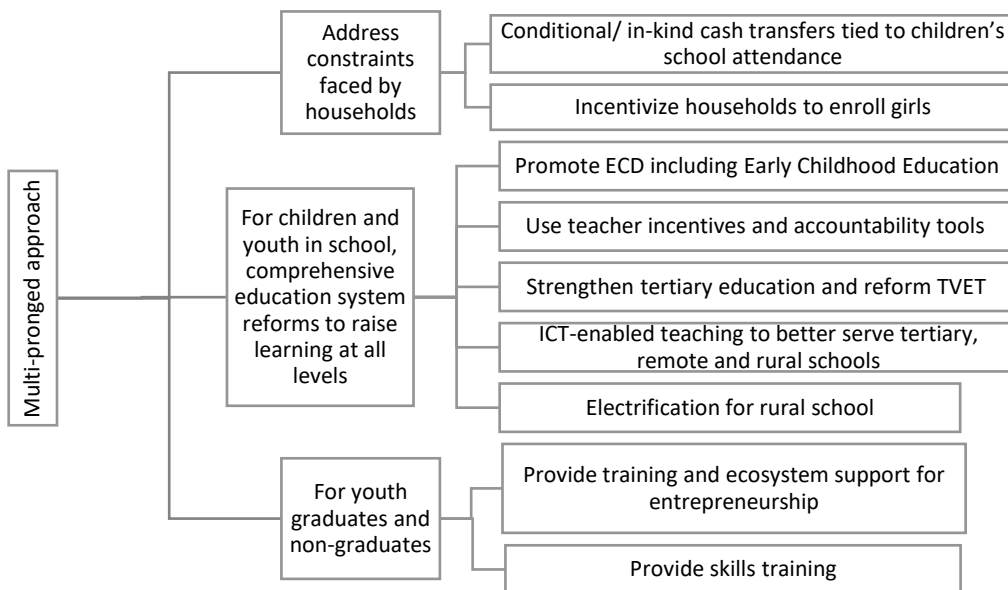 Multi-pronged approach
Address
constraints
faced by
households
Conditional/ in-kind cash transfers tied to children’s
school attendance
Incentivize households to enroll girls
For children and
youth in school,
comprehensive
education system
reforms to raise
learning at all
levels
Promote ECD including Early Childhood Education
Use teacher incentives and accountability tools
Strengthen tertiary education and reform TVET
ICT-enabled teaching to better serve tertiary,
remote and rural schools
Electrification for rural school
For youth
graduates and
non-graduates
Provide training and ecosystem support for
entrepreneurship
Provide skills training